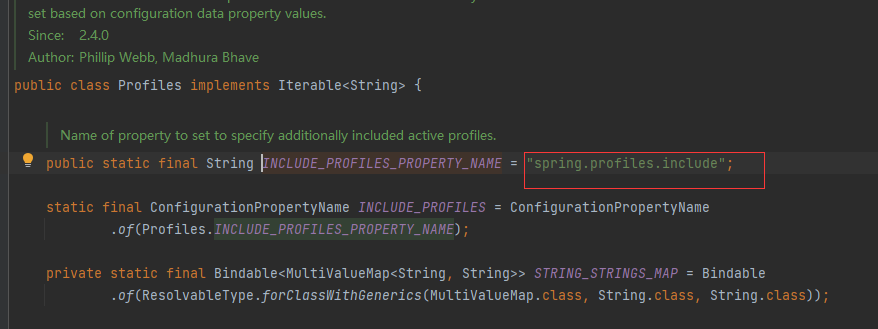 set based on configuration data property values.
Since: 2.4.0
Author: Phillip Webb, Madhura Bhave
public class Profiles implements Iterable<String> {
Name of property to set to specify additionally included active profiles.
public static final String INCLUDE_PROFILES_PROPERTY_NAME = "spring.profiles.include";
static final ConfigurationPropertyName INCLUDE_PROFILES = ConfigurationPropertyName
.of(Profiles.INCLUDE_PROFILES_PROPERTY_NAME);
private static final Bindable<MultiValueMap<String, String>> STRING_STRINGS_MAP = Bindable
.of(ResolvableType.forClassWithGenerics(MultiValueMap.class, String.class, String.class));